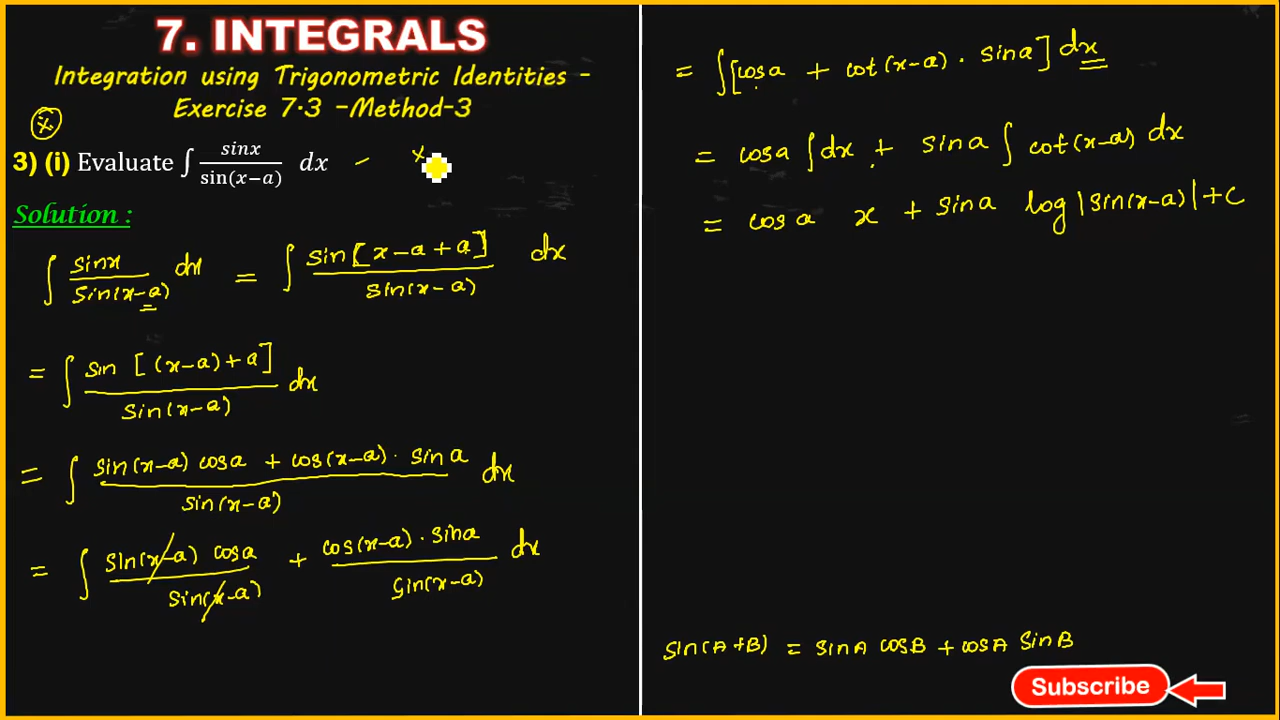 7. INTEGRALS
Integration using Trigonometric Identities -
Exercise 7.3 -Method-3
*
3) (i) Evaluate ∫ sinx / sin(x−a) dx − x
Solution :
∫ sinx / sin(x−a) dx = ∫ sin[x−a+a] / sin(x−a) dx
= ∫ sin [(x−a)+a] / sin(x−a) dx
= ∫ sin(x−a) cosa + cos(x−a) · sina / sin(x−a) dx
= ∫ sin(x−a) cosa / sin(x−a) + cos(x−a) · sina / sin(x−a) dx
= ∫[cosa + cot(x−a) · sina] dx
= cosa ∫ dx + sina ∫ cot(x−a) dx
= cosa x + sina log |sin(x−a)| + c
sin(A+B) = sinA cosB + cosA sinB
Subscribe